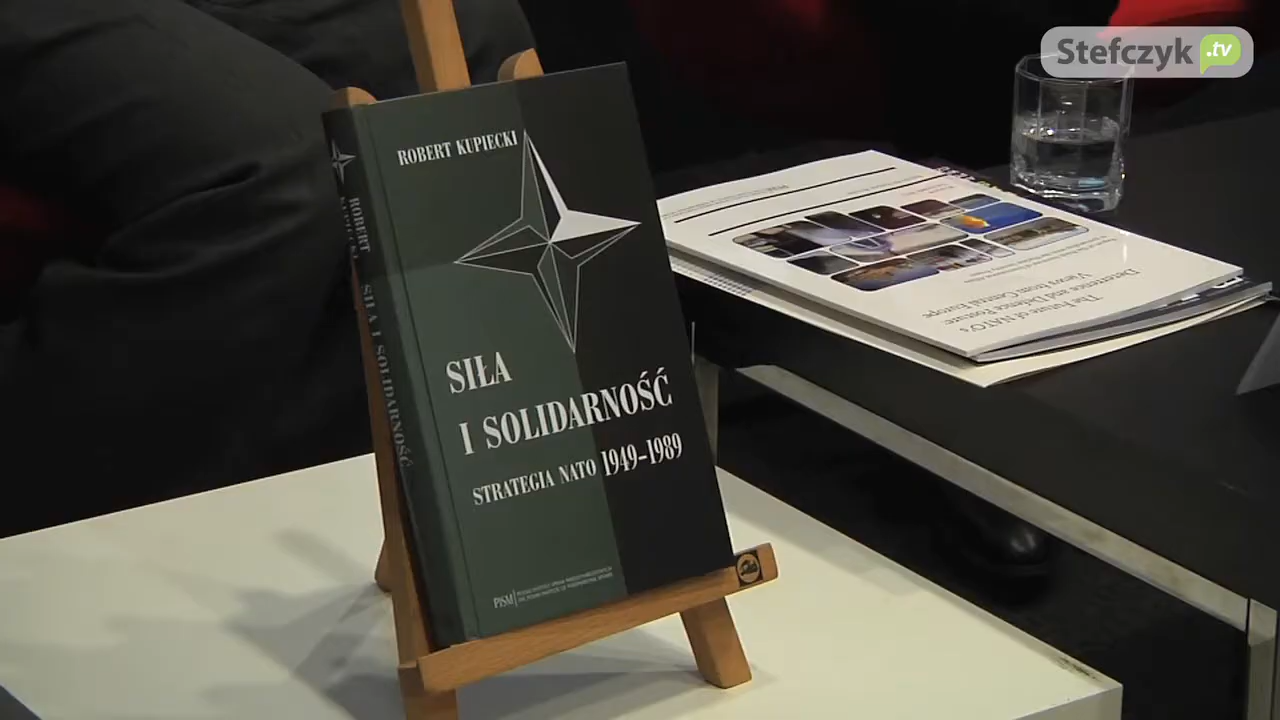 Stefczyk.tv
ROBERT KUPIECKI
SIŁA
I SOLIDARNOŚĆ
STRATEGIA NATO 1949–1989
PISM
ROBERT
KUPIECKI
SIŁA I SOLIDARNOŚĆ
The Future of NATO's
Deterrence and Defence Posture
Views from Central Europe